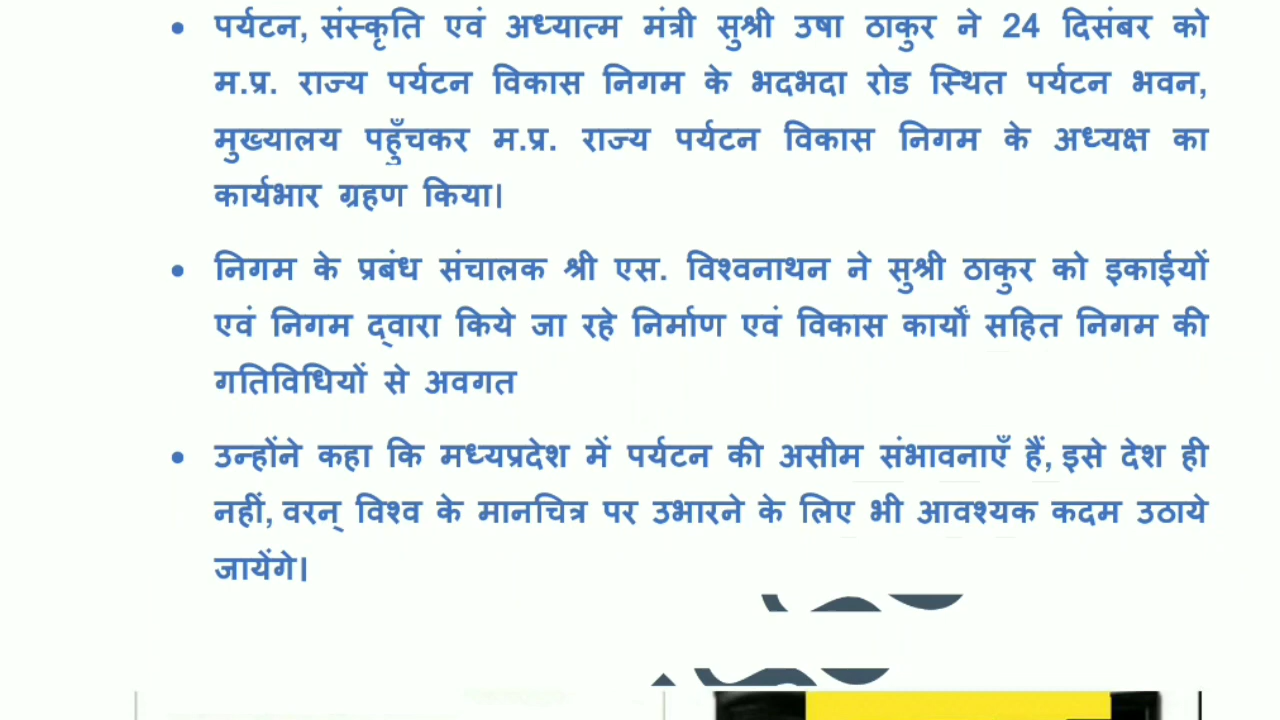 • पर्यटन, संस्कृति एवं अध्यात्म मंत्री सुश्री उषा ठाकुर ने 24 दिसंबर को
म.प्र. राज्य पर्यटन विकास निगम के भदभदा रोड स्थित पर्यटन भवन,
मुख्यालय पहुँचकर म.प्र. राज्य पर्यटन विकास निगम के अध्यक्ष का
कार्यभार ग्रहण किया।
• निगम के प्रबंध संचालक श्री एस. विश्वनाथन ने सुश्री ठाकुर को इकाईयों
एवं निगम द्वारा किये जा रहे निर्माण एवं विकास कार्यों सहित निगम की
गतिविधियों से अवगत
• उन्होंने कहा कि मध्यप्रदेश में पर्यटन की असीम संभावनाएँ हैं, इसे देश ही
नहीं, वरन् विश्व के मानचित्र पर उभारने के लिए भी आवश्यक कदम उठाये
जायेंगे।